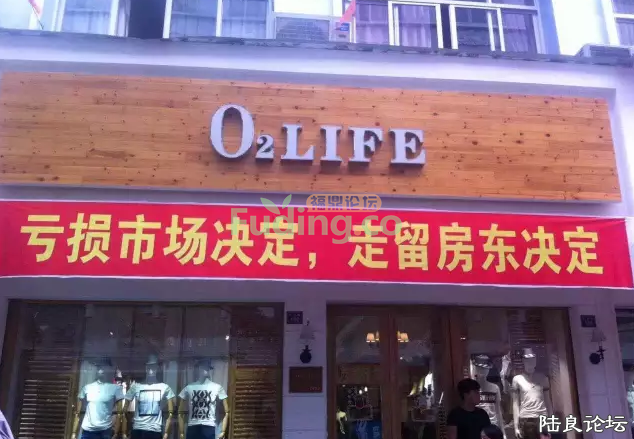 O2LIFE
福鼎论坛
Fuding.co
亏损市场决定，走留房东决定
陆良论坛